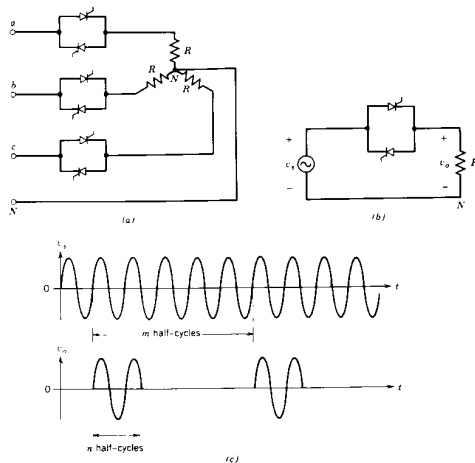 a
R
b
R
N
R
c
N
(a)
+
v_s
−
+
v_o
−
R
N
(b)
v_s
0
t
m half-cycles
v_o
0
t
n half-cycles
(c)